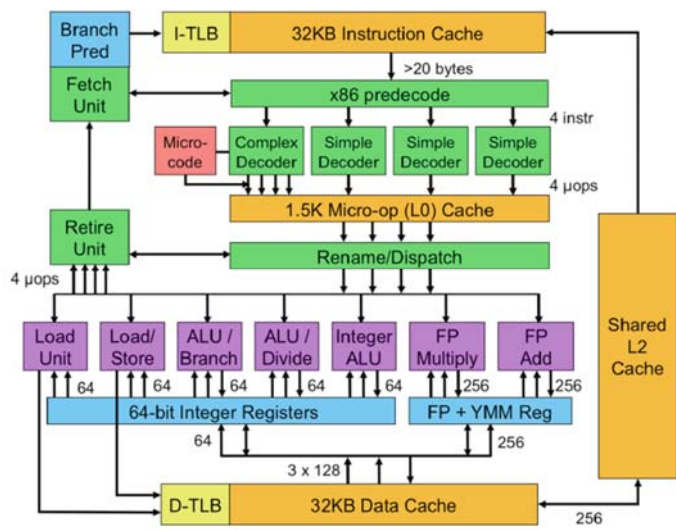 Branch
Pred
I-TLB
32KB Instruction Cache
>20 bytes
Fetch
Unit
x86 predecode
4 instr
Micro-
code
Complex
Decoder
Simple
Decoder
Simple
Decoder
Simple
Decoder
4 µops
1.5K Micro-op (L0) Cache
Retire
Unit
Rename/Dispatch
4 µops
Load
Unit
Load/
Store
ALU /
Branch
ALU /
Divide
Integer
ALU
FP
Multiply
FP
Add
Shared
L2
Cache
64
64
64
64
64
256
256
64-bit Integer Registers
FP + YMM Reg
64
256
3 x 128
D-TLB
32KB Data Cache
256